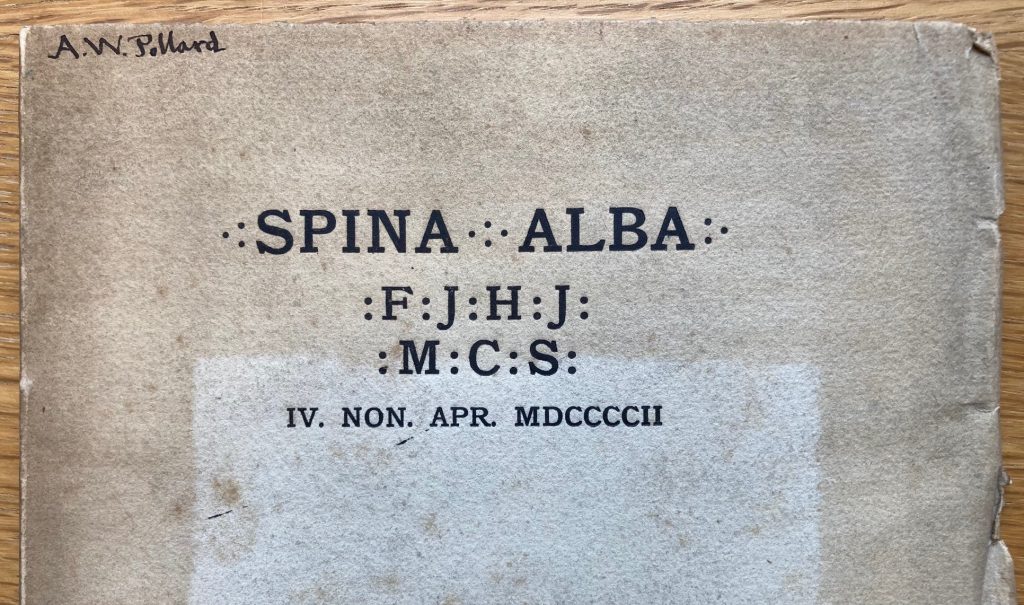 A.W. Pollard
·:SPINA·:·ALBA:·
:F:J:H:J:
:M:C:S:
IV. NON. APR. MDCCCCII